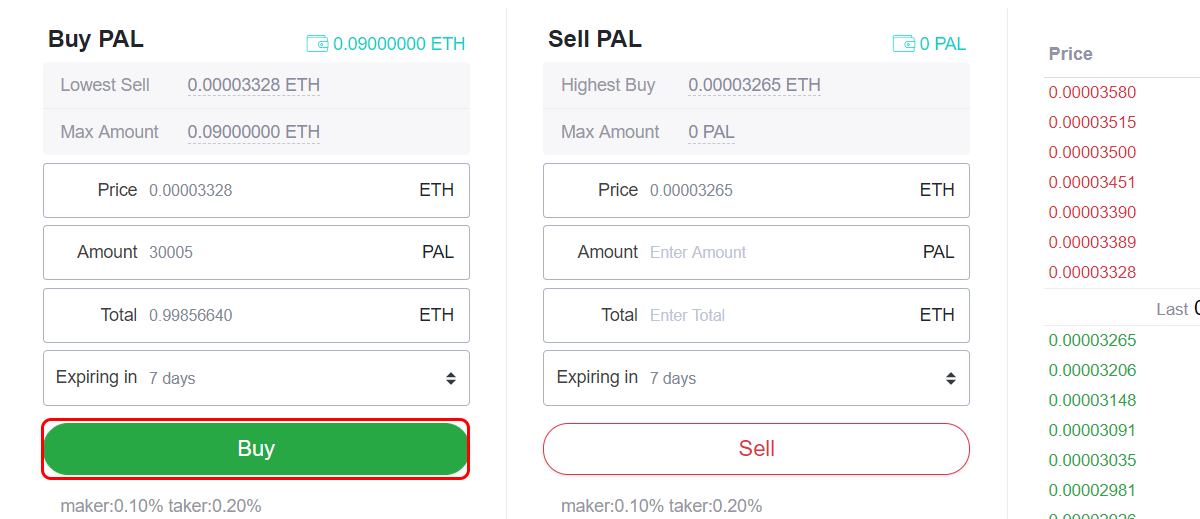 Buy PAL
0.09000000 ETH
Lowest Sell 0.00003328 ETH
Max Amount 0.09000000 ETH
Price 0.00003328 ETH
Amount 30005 PAL
Total 0.99856640 ETH
Expiring in 7 days
Buy
maker:0.10% taker:0.20%
Sell PAL
0 PAL
Highest Buy 0.00003265 ETH
Max Amount 0 PAL
Price 0.00003265 ETH
Amount Enter Amount PAL
Total Enter Total ETH
Expiring in 7 days
Sell
maker:0.10% taker:0.20%
Price
0.00003580
0.00003515
0.00003500
0.00003451
0.00003390
0.00003389
0.00003328
Last
0.00003265
0.00003206
0.00003148
0.00003091
0.00003035
0.00002981